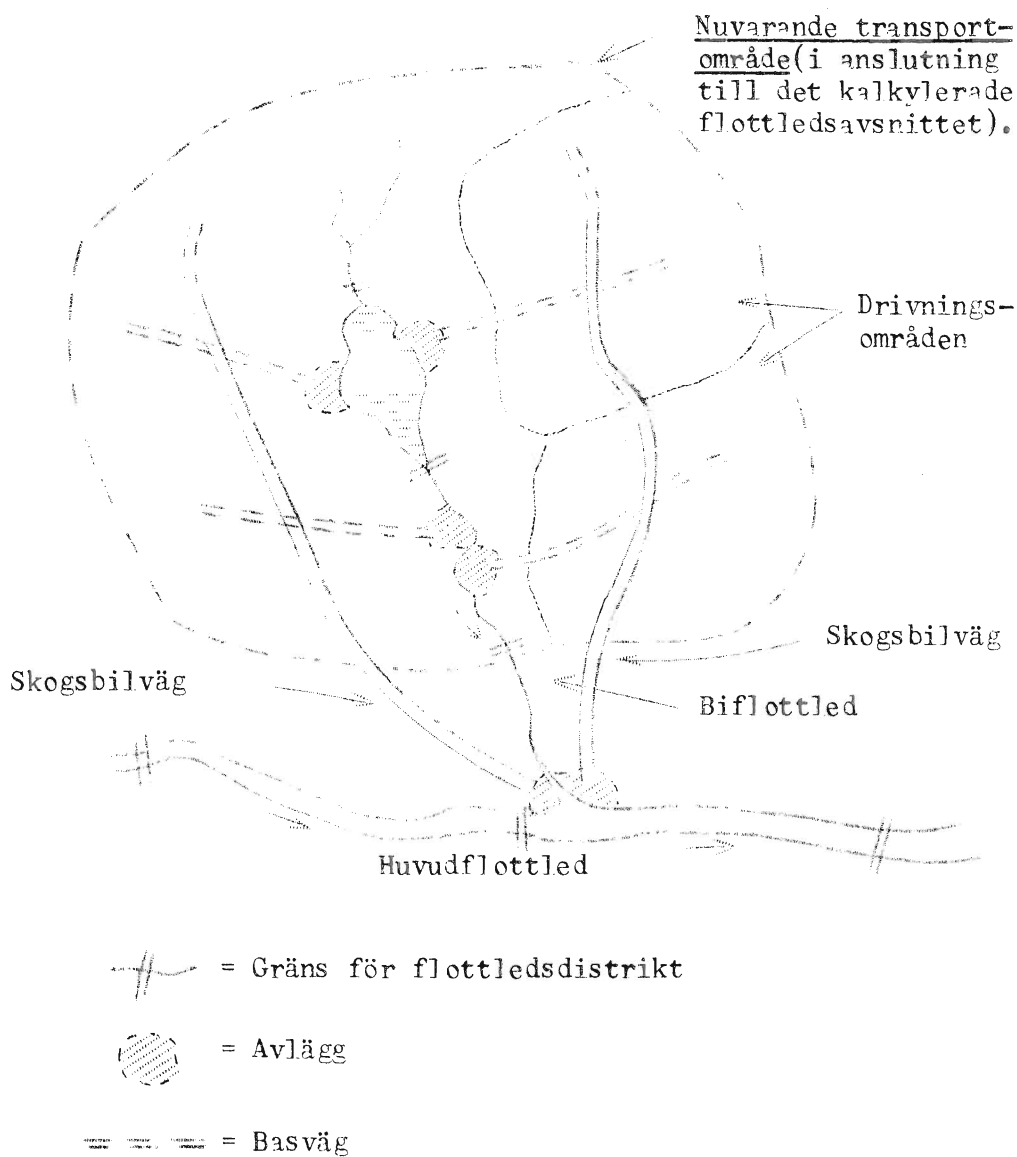 Nuvarande transport-
område(i anslutning
till det kalkylerade
flottledsavsnittet).
Drivnings-
områden
Skogsbilväg
Skogsbilväg
Biflottled
Huvudflottled
= Gräns för flottledsdistrikt
= Avlägg
= Basväg